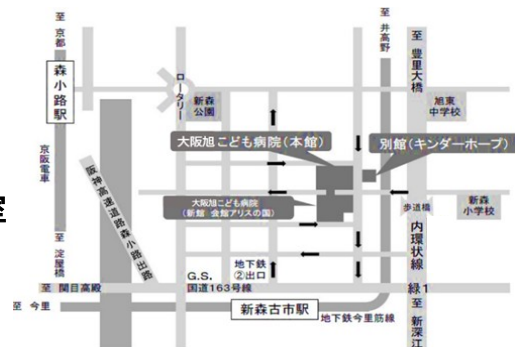 至 京都
森小路駅
京阪電車
至 淀屋橋
ロータリー
新森
公園
至 井高野
至 豊里大橋
旭東
中学校
大阪旭こども病院(本館)
別館(キンダーホープ)
大阪旭こども病院
(新館 会館アリスの国)
新森
小学校
歩道橋
内環状線
阪神高速道路森小路出路
室
地下鉄
②出口
G.S.
国道163号線
至 関目高殿
緑1
至 今里
新森古市駅
地下鉄今里筋線
至 新深江